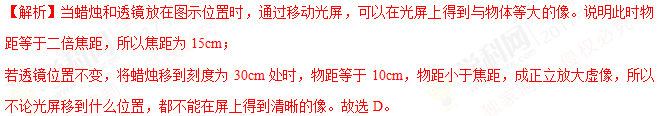 【解析】当蜡烛和透镜放在图示位置时，通过移动光屏，可以在光屏上得到与物体等大的像。说明此时物
距等于二倍焦距，所以焦距为 15cm；
若透镜位置不变，将蜡烛移到刻度为 30cm 处时，物距等于 10cm，物距小于焦距，成正立放大虚像，所以
不论光屏移到什么位置，都不能在屏上得到清晰的像。故选 D。